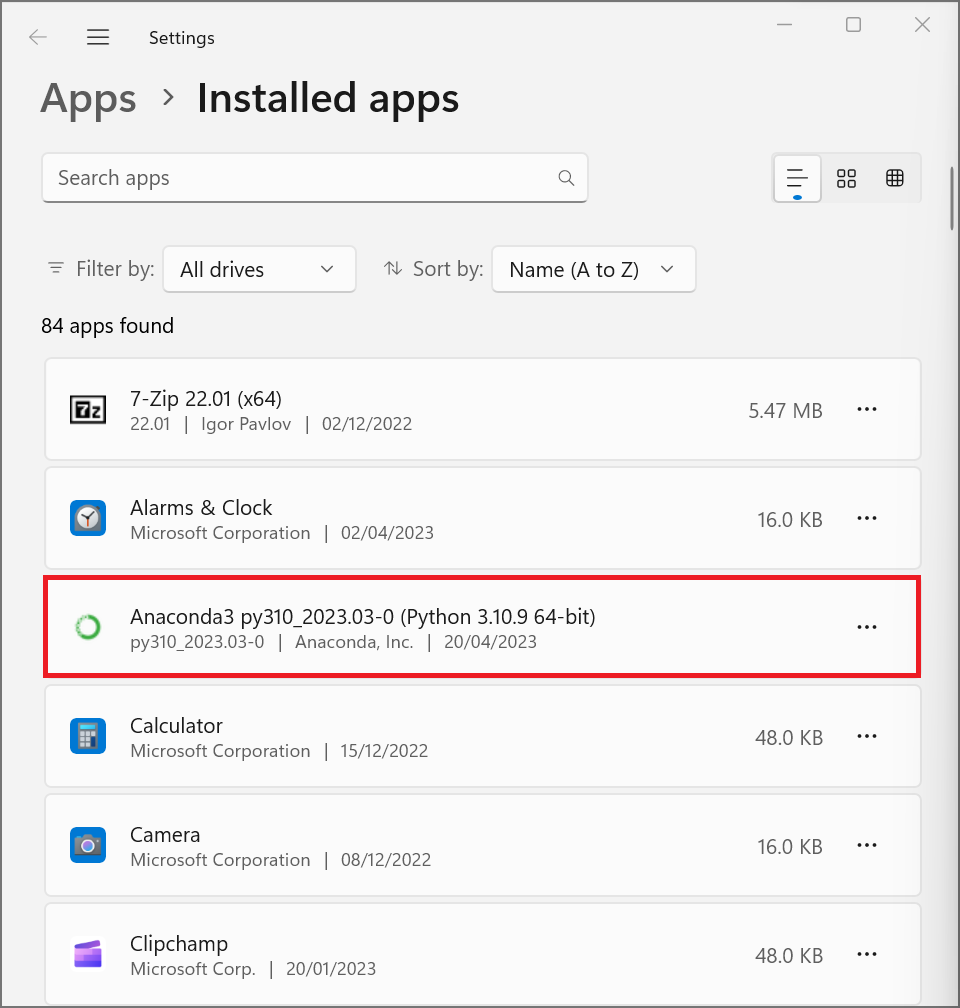 Settings
Apps > Installed apps
Search apps
Filter by: All drives Sort by: Name (A to Z)
84 apps found
7z
7-Zip 22.01 (x64)
22.01 | Igor Pavlov | 02/12/2022
5.47 MB
Alarms & Clock
Microsoft Corporation | 02/04/2023
16.0 KB
Anaconda3 py310_2023.03-0 (Python 3.10.9 64-bit)
py310_2023.03-0 | Anaconda, Inc. | 20/04/2023
Calculator
Microsoft Corporation | 15/12/2022
48.0 KB
Camera
Microsoft Corporation | 08/12/2022
16.0 KB
Clipchamp
Microsoft Corp. | 20/01/2023
48.0 KB